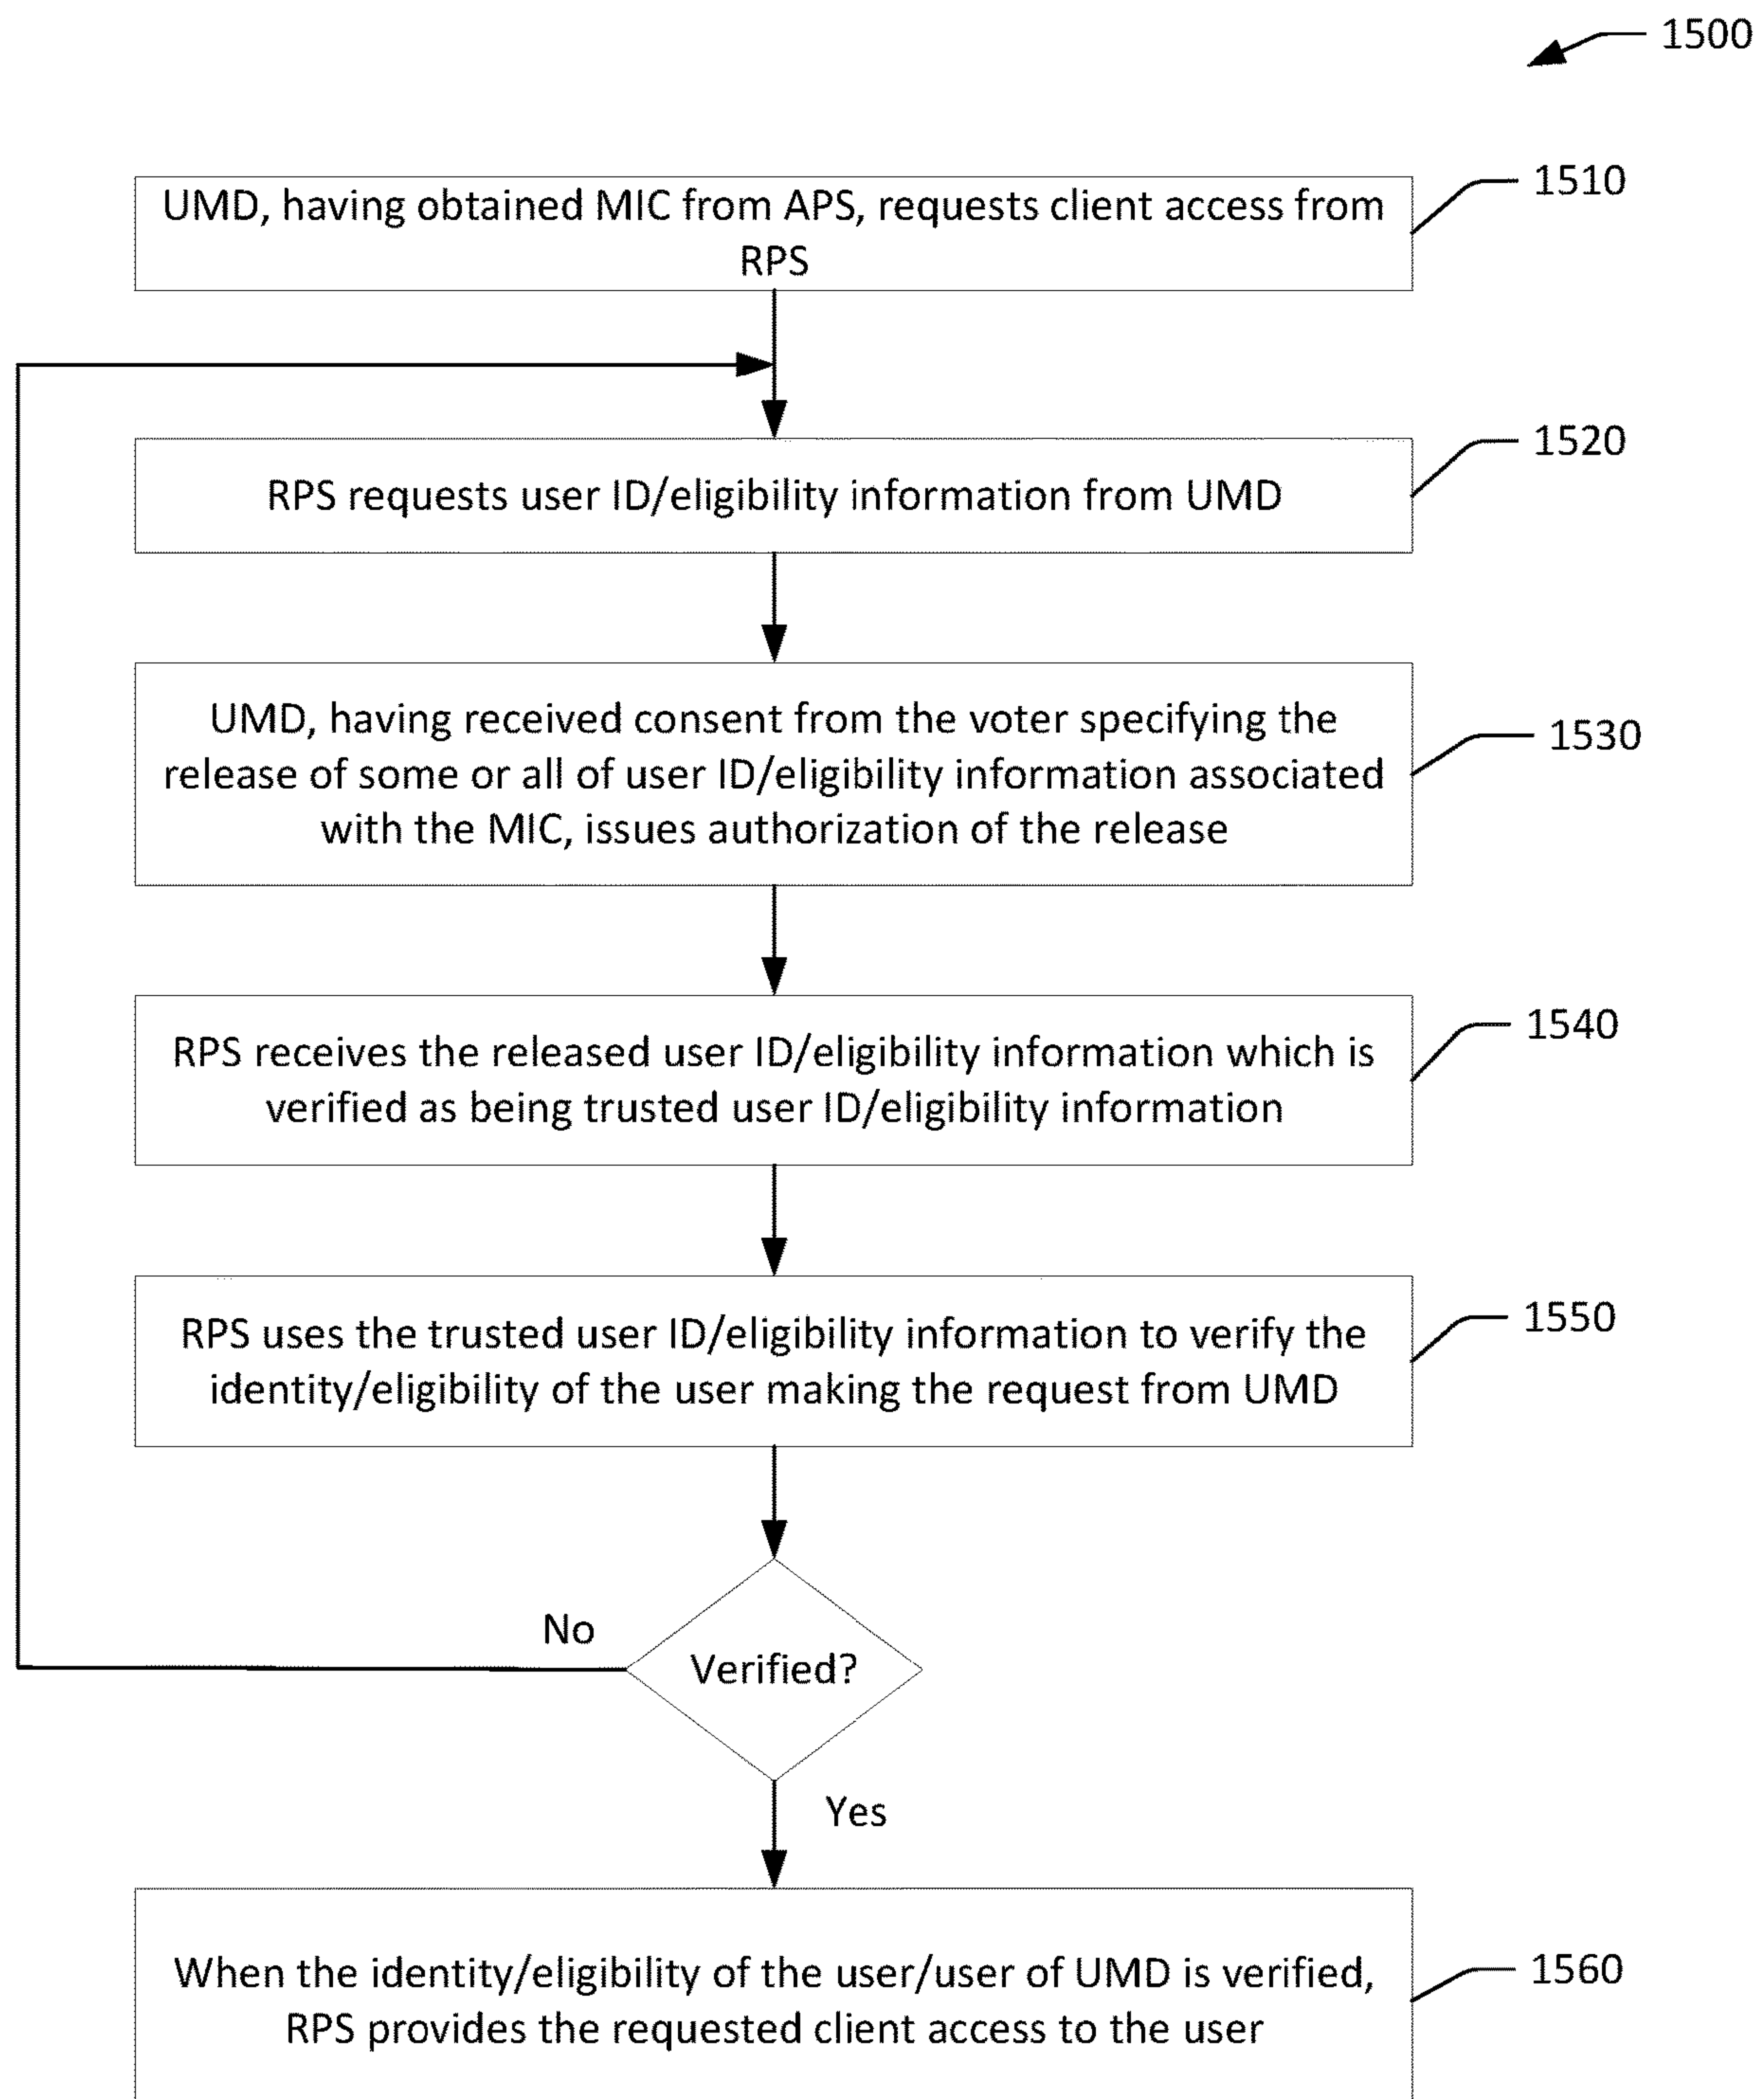 1500
1510
UMD, having obtained MIC from APS, requests client access from
RPS
1520
RPS requests user ID/eligibility information from UMD
1530
UMD, having received consent from the voter specifying the
release of some or all of user ID/eligibility information associated
with the MIC, issues authorization of the release
1540
RPS receives the released user ID/eligibility information which is
verified as being trusted user ID/eligibility information
1550
RPS uses the trusted user ID/eligibility information to verify the
identity/eligibility of the user making the request from UMD
No
Verified?
Yes
1560
When the identity/eligibility of the user/user of UMD is verified,
RPS provides the requested client access to the user